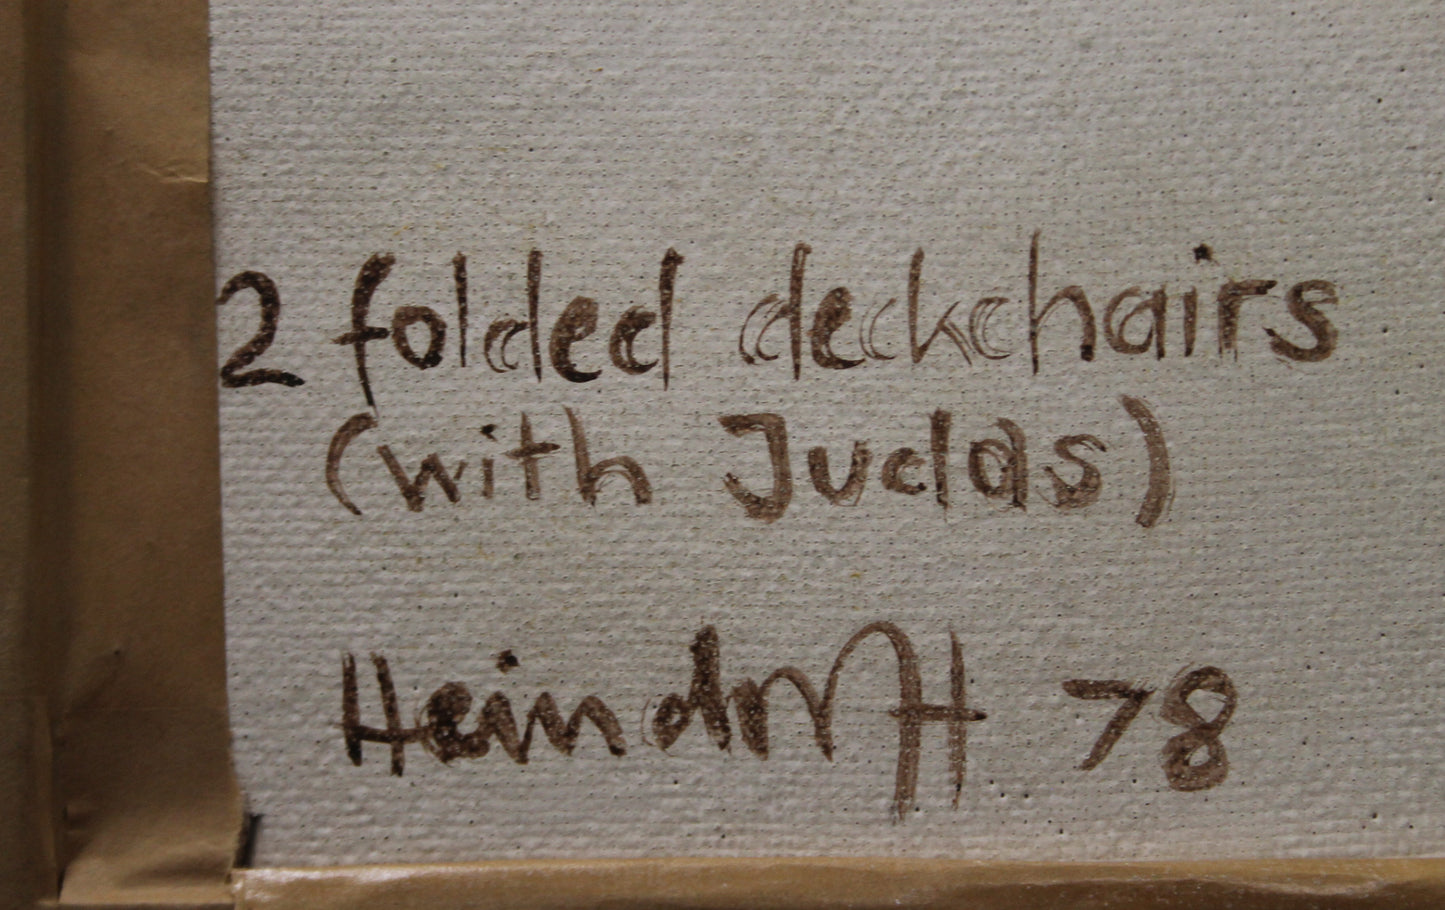 2 folded deckchairs
(with Judas)
Heindorff 78